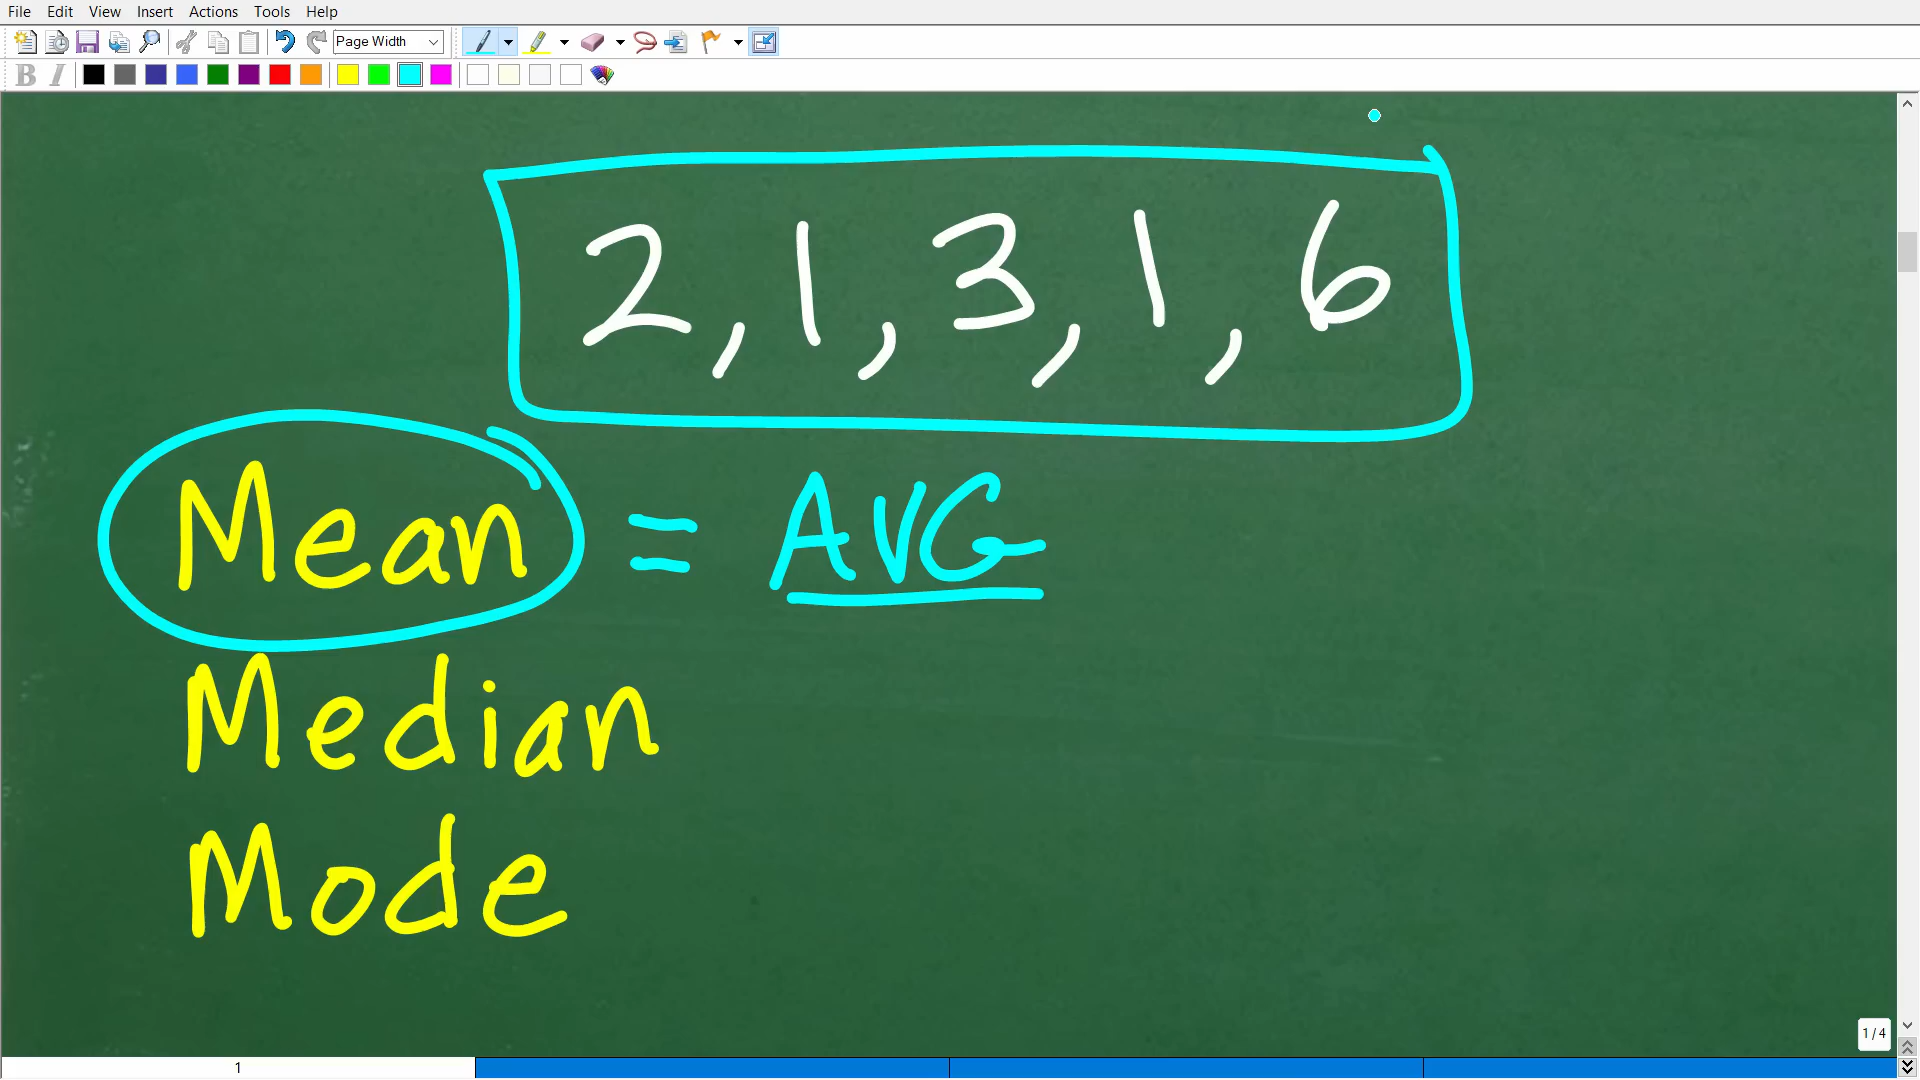 File Edit View Insert Actions Tools Help
Page Width
B I
2, 1, 3, 1, 6
Mean = AVG
Median
Mode
1 / 4
1